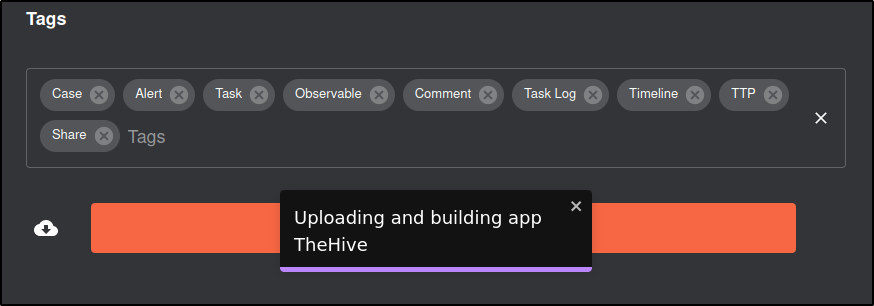 Tags
Case Alert Task Observable Comment Task Log Timeline TTP
Share Tags
Uploading and building app
TheHive